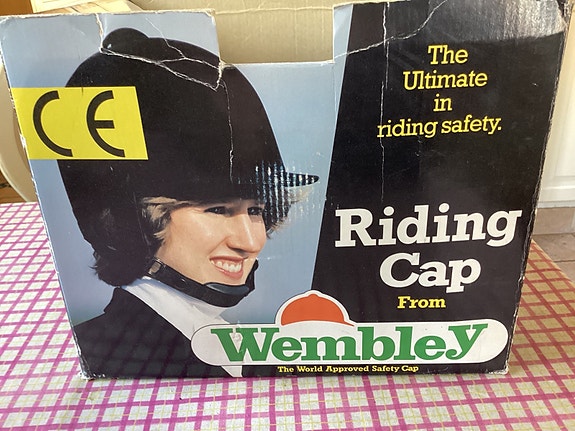 CE
The
Ultimate
in
riding safety.
Riding
Cap
From
Wembley
The World Approved Safety Cap